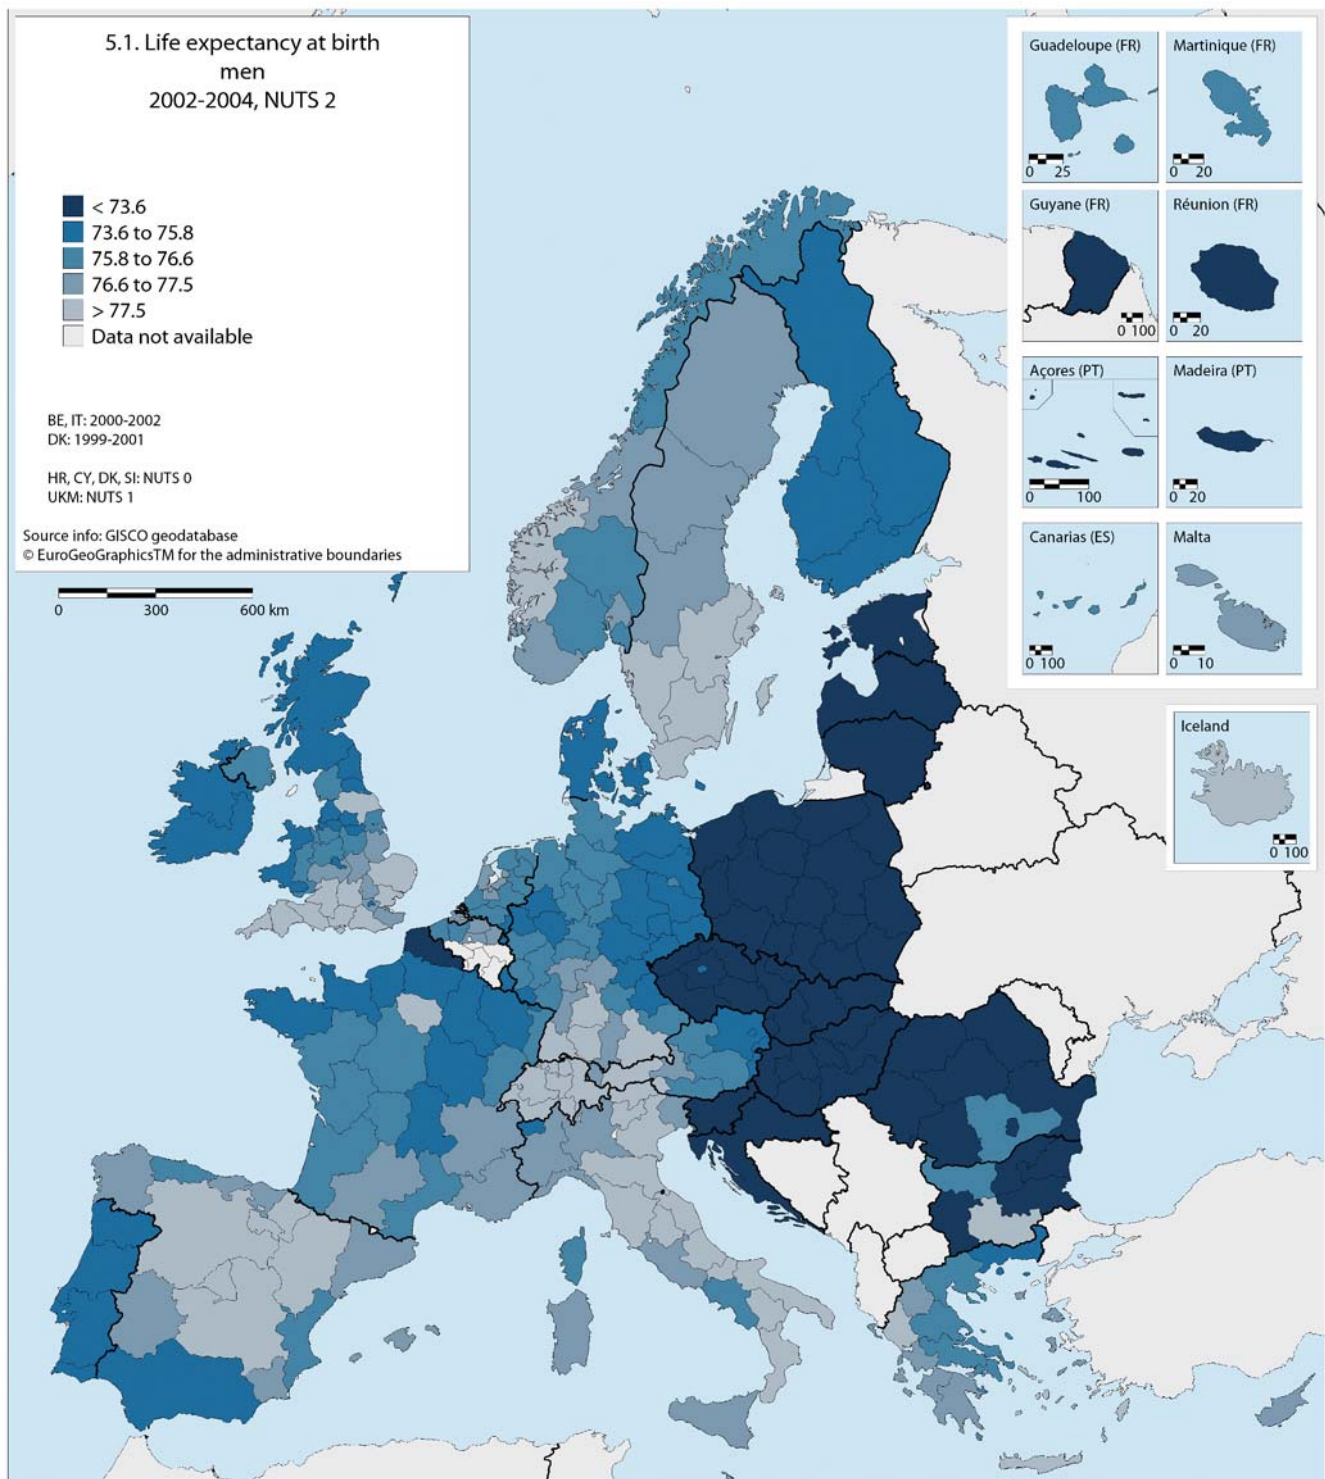 5.1. Life expectancy at birth
men
2002-2004, NUTS 2
< 73.6
73.6 to 75.8
75.8 to 76.6
76.6 to 77.5
> 77.5
Data not available
BE, IT: 2000-2002
DK: 1999-2001
HR, CY, DK, SI: NUTS 0
UKM: NUTS 1
Source info: GISCO geodatabase
© EuroGeoGraphicsTM for the administrative boundaries
0 300 600 km
Guadeloupe (FR)
0 25
Martinique (FR)
0 20
Guyane (FR)
0 100
Réunion (FR)
0 20
Açores (PT)
0 100
Madeira (PT)
0 20
Canarias (ES)
0 100
Malta
0 10
Iceland
0 100